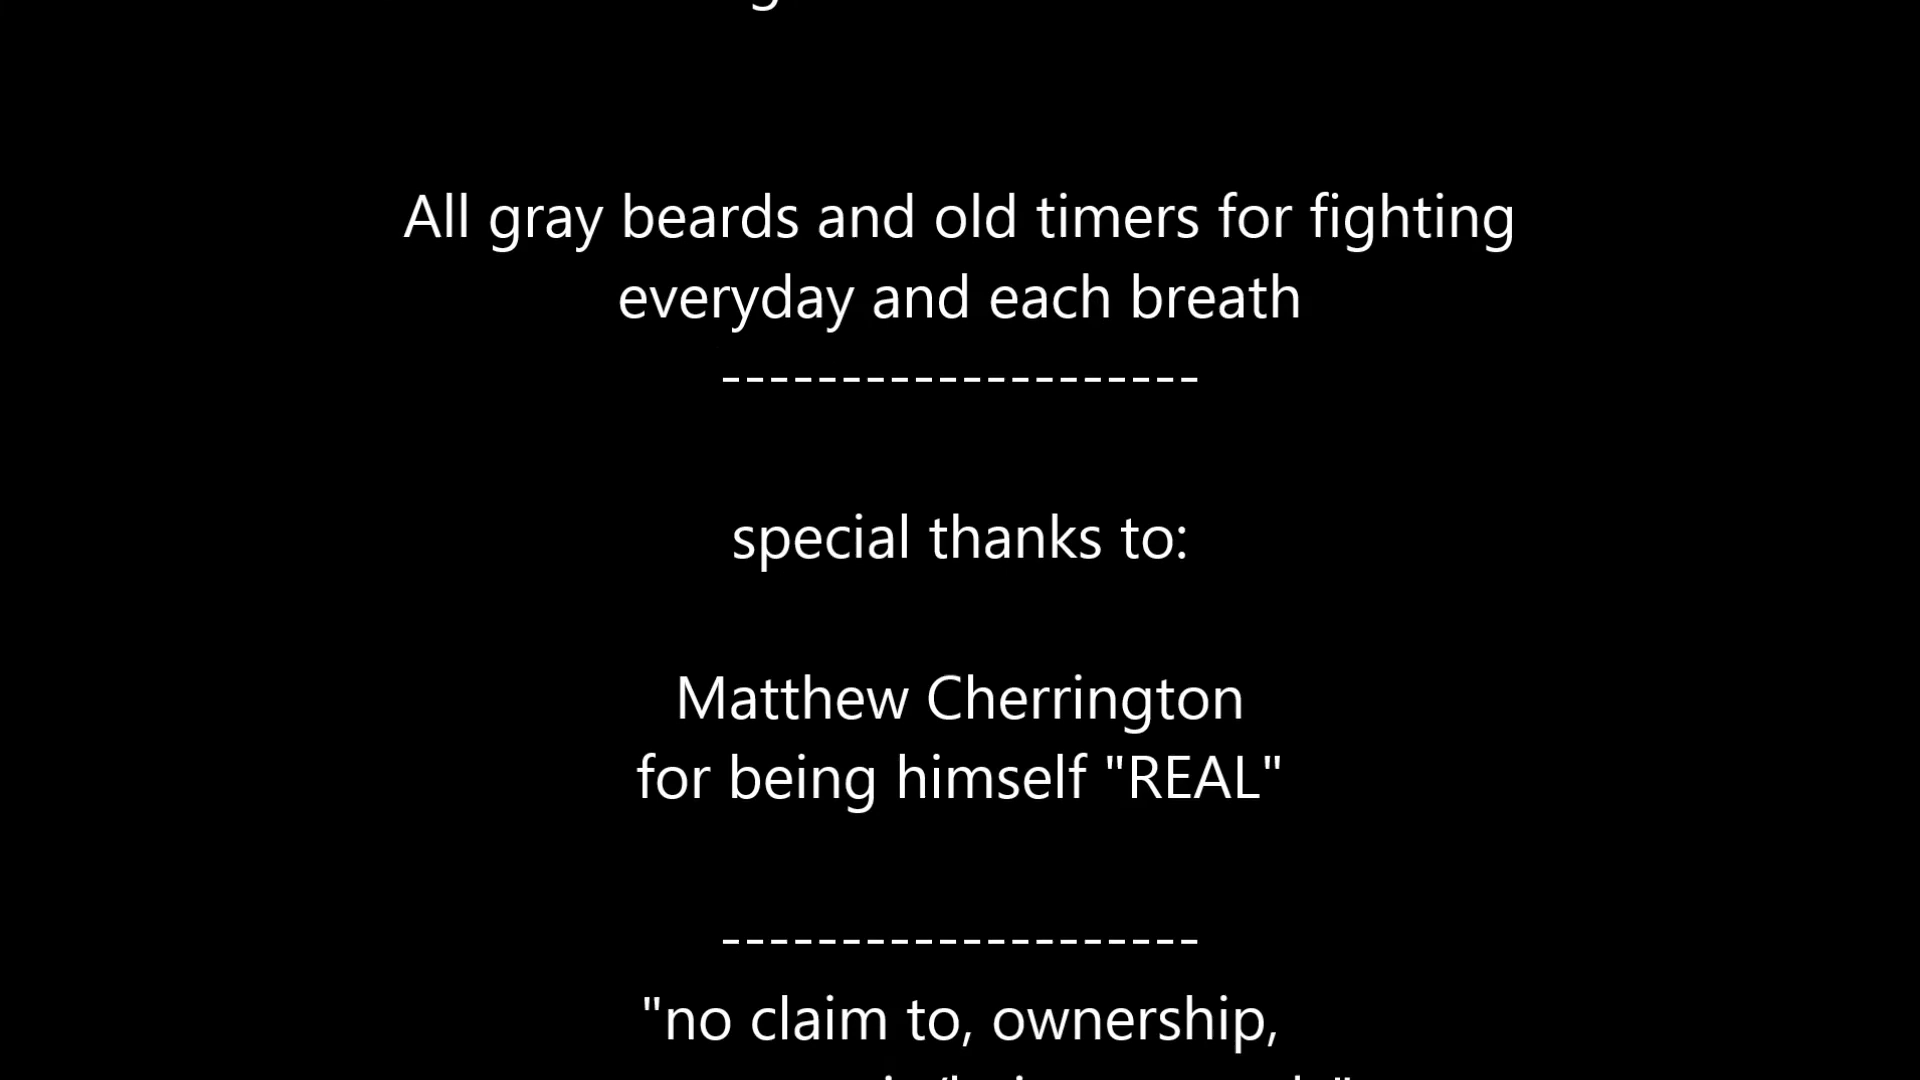 All gray beards and old timers for fighting
everyday and each breath
--------------------
special thanks to:
Matthew Cherrington
for being himself "REAL"
--------------------
"no claim to, ownership,